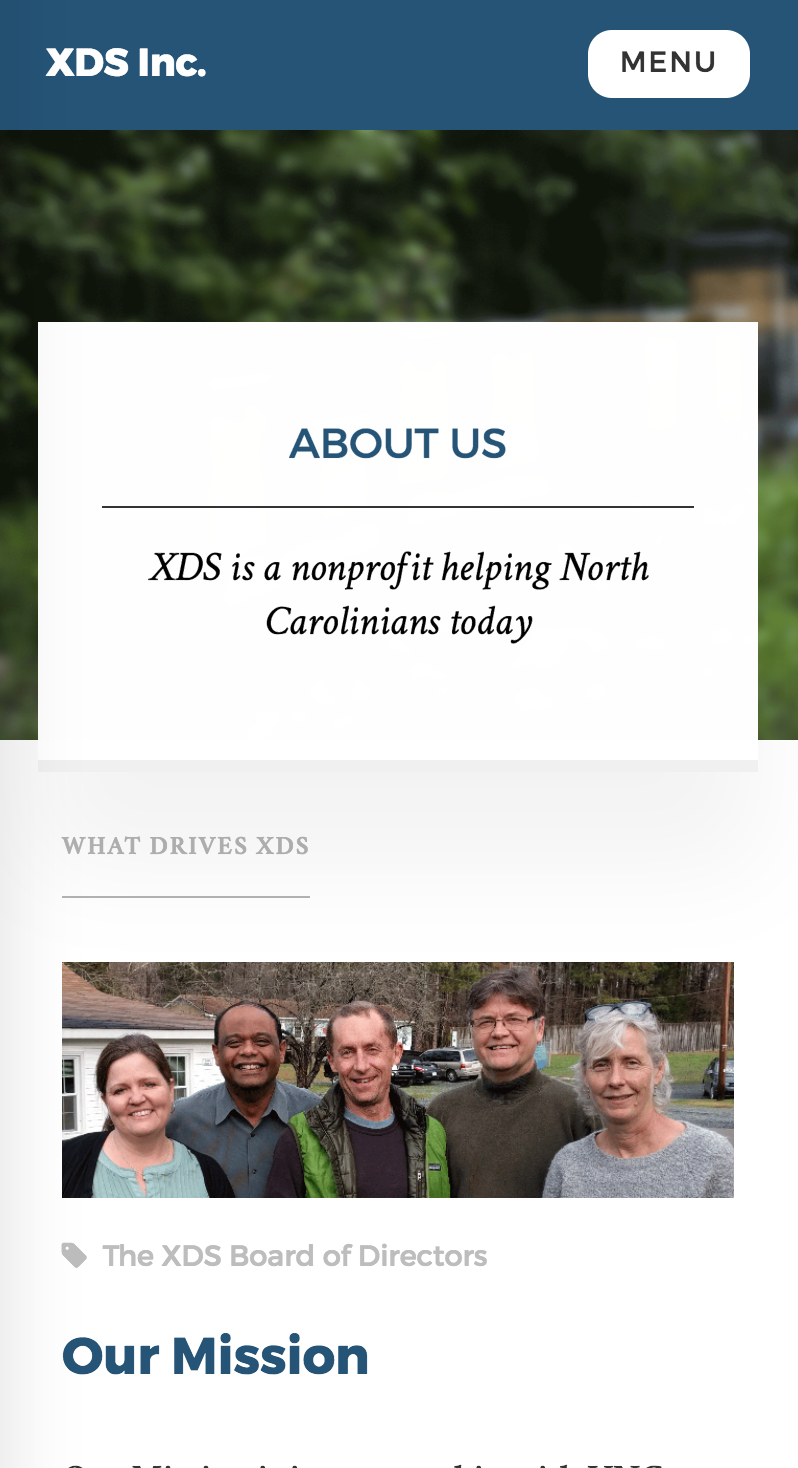 XDS Inc.
MENU
ABOUT US
XDS is a nonprofit helping North
Carolinians today
WHAT DRIVES XDS
The XDS Board of Directors
Our Mission